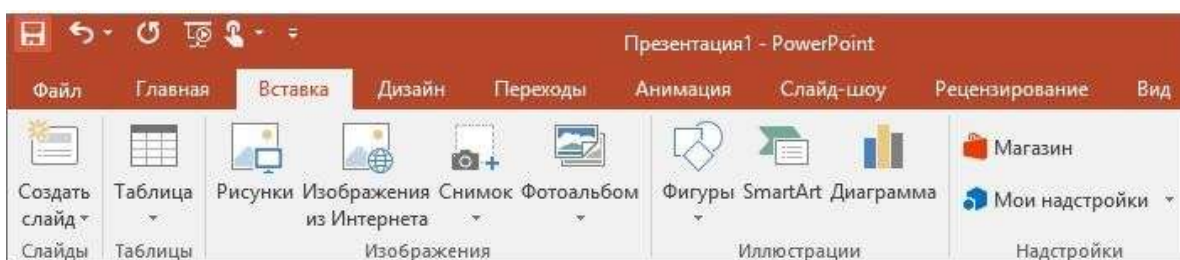 Презентация1 - PowerPoint
Файл Главная Вставка Дизайн Переходы Анимация Слайд-шоу Рецензирование Вид
Магазин
Создать Таблица Рисунки Изображения Снимок Фотоальбом Фигуры SmartArt Диаграмма
Мои надстройки
слайд из Интернета
Слайды Таблицы Изображения Иллюстрации Надстройки